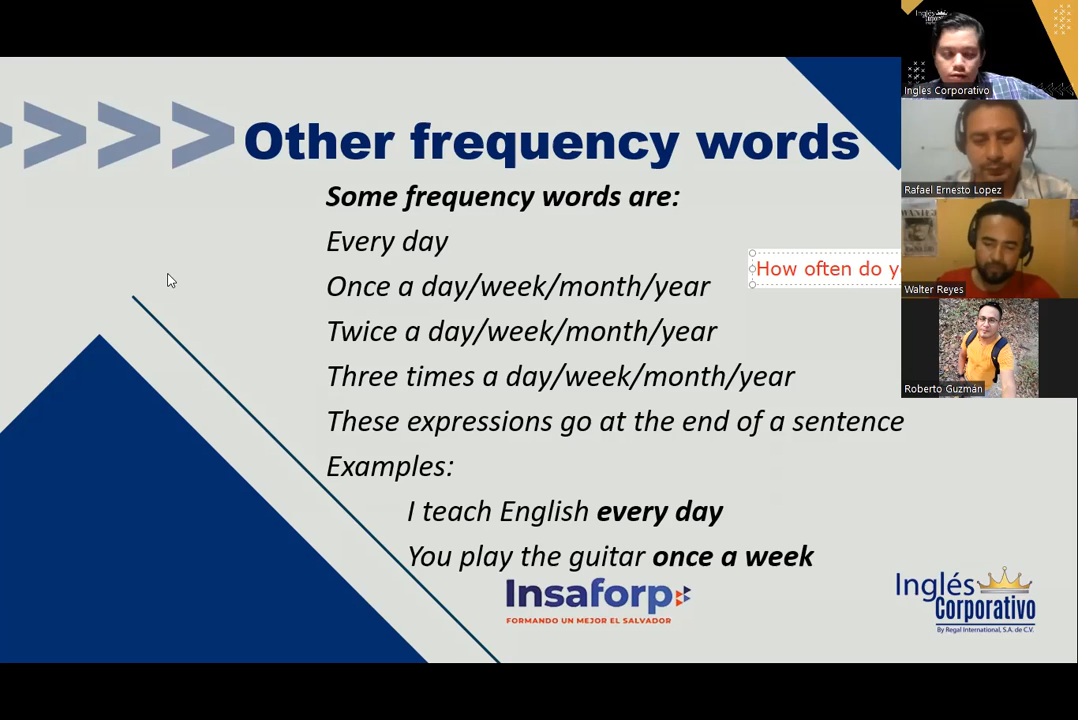 Other frequency words
Some frequency words are:
Every day
Once a day/week/month/year
Twice a day/week/month/year
Three times a day/week/month/year
These expressions go at the end of a sentence
Examples:
I teach English every day
You play the guitar once a week
How often do y
Insaforp
FORMANDO UN MEJOR EL SALVADOR
Inglés
Corporativo
By Regal International, S.A. de C.V.
Inglés
Ingles Corporativo
Rafael Ernesto Lopez
WANTED
Walter Reyes
Roberto Guzmán